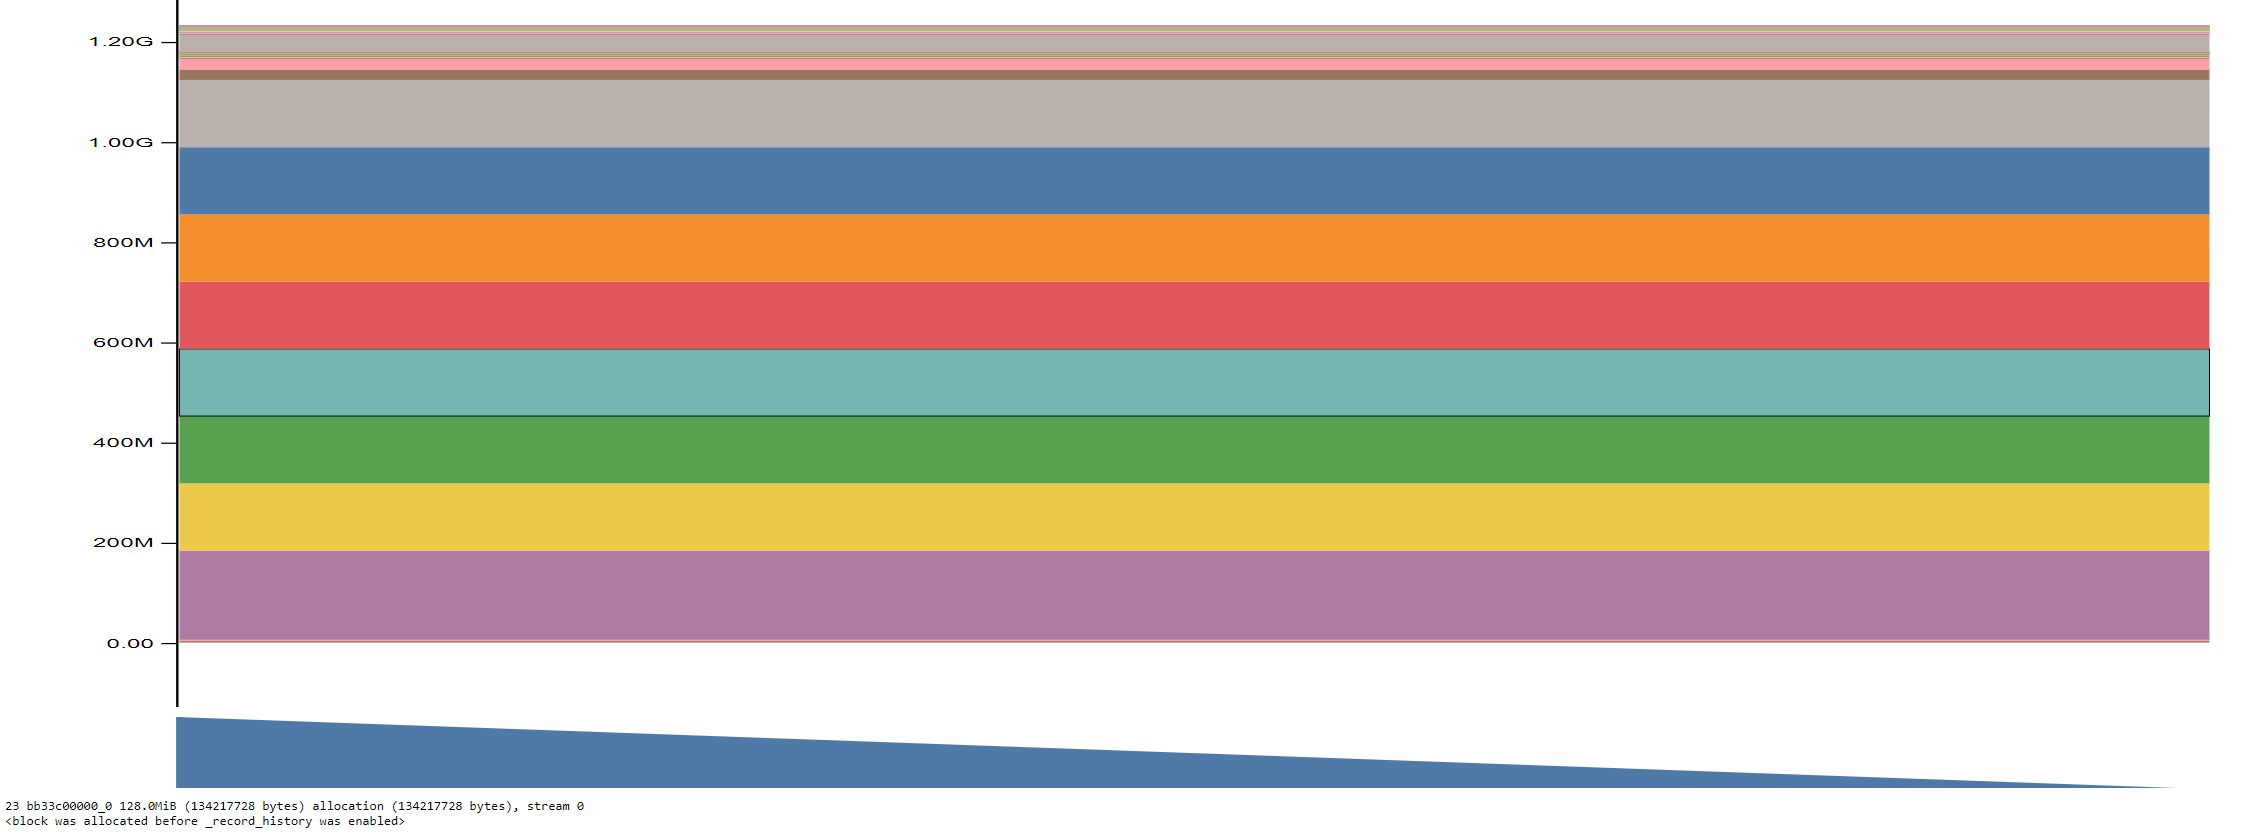 1.20G
1.00G
800M
600M
400M
200M
0.00
23 bb33c00000_0 128.0MiB (134217728 bytes) allocation (134217728 bytes), stream 0
<block was allocated before _record_history was enabled>